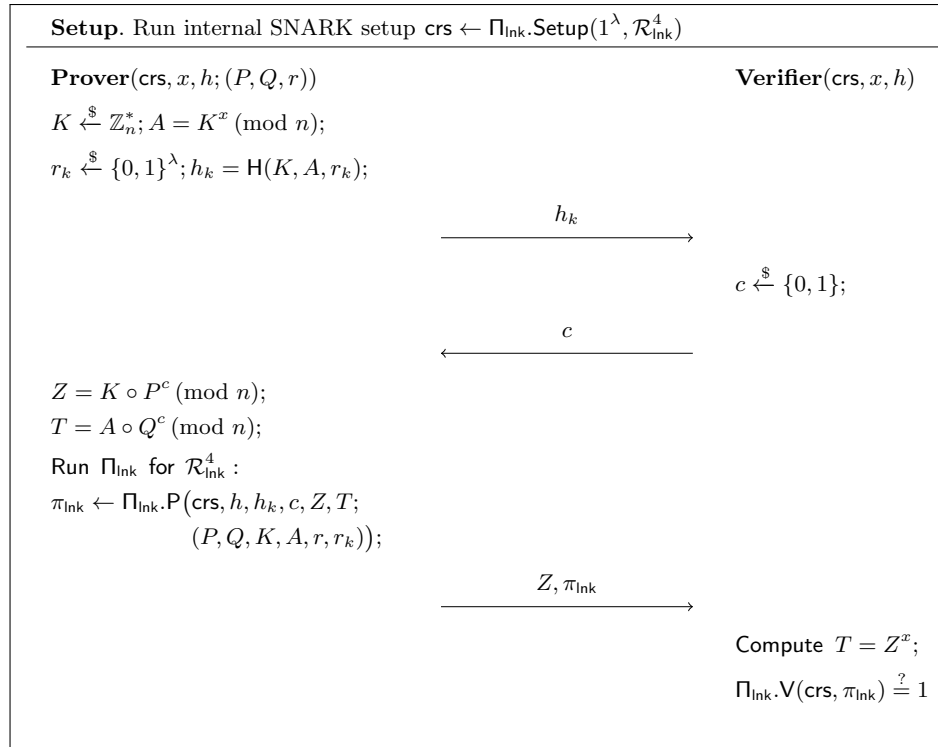 Setup. Run internal SNARK setup crs ← Π_lnk.Setup(1^λ, R^4_lnk)
Prover(crs, x, h; (P, Q, r)) Verifier(crs, x, h)
K ←$ ℤ*_n; A = K^x (mod n);
r_k ←$ {0, 1}^λ; h_k = H(K, A, r_k);
h_k
c ←$ {0, 1};
c
Z = K ∘ P^c (mod n);
T = A ∘ Q^c (mod n);
Run Π_lnk for R^4_lnk :
π_lnk ← Π_lnk.P(crs, h, h_k, c, Z, T;
(P, Q, K, A, r, r_k));
Z, π_lnk
Compute T = Z^x;
Π_lnk.V(crs, π_lnk) ≟ 1